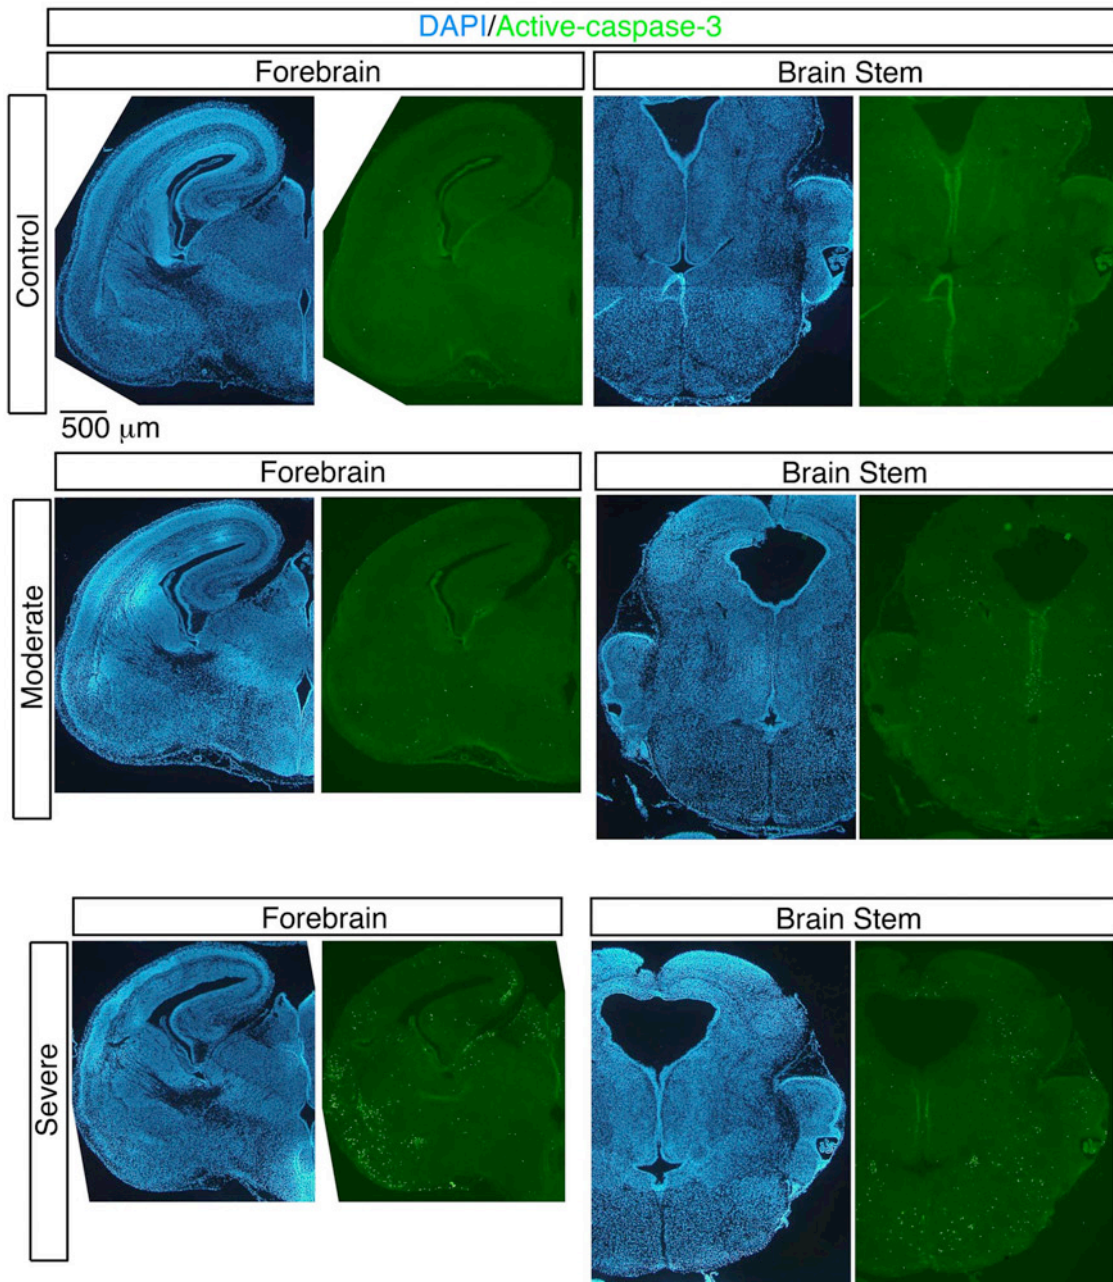 DAPI/Active-caspase-3
Forebrain
Brain Stem
Control
500 μm
Forebrain
Brain Stem
Moderate
Forebrain
Brain Stem
Severe